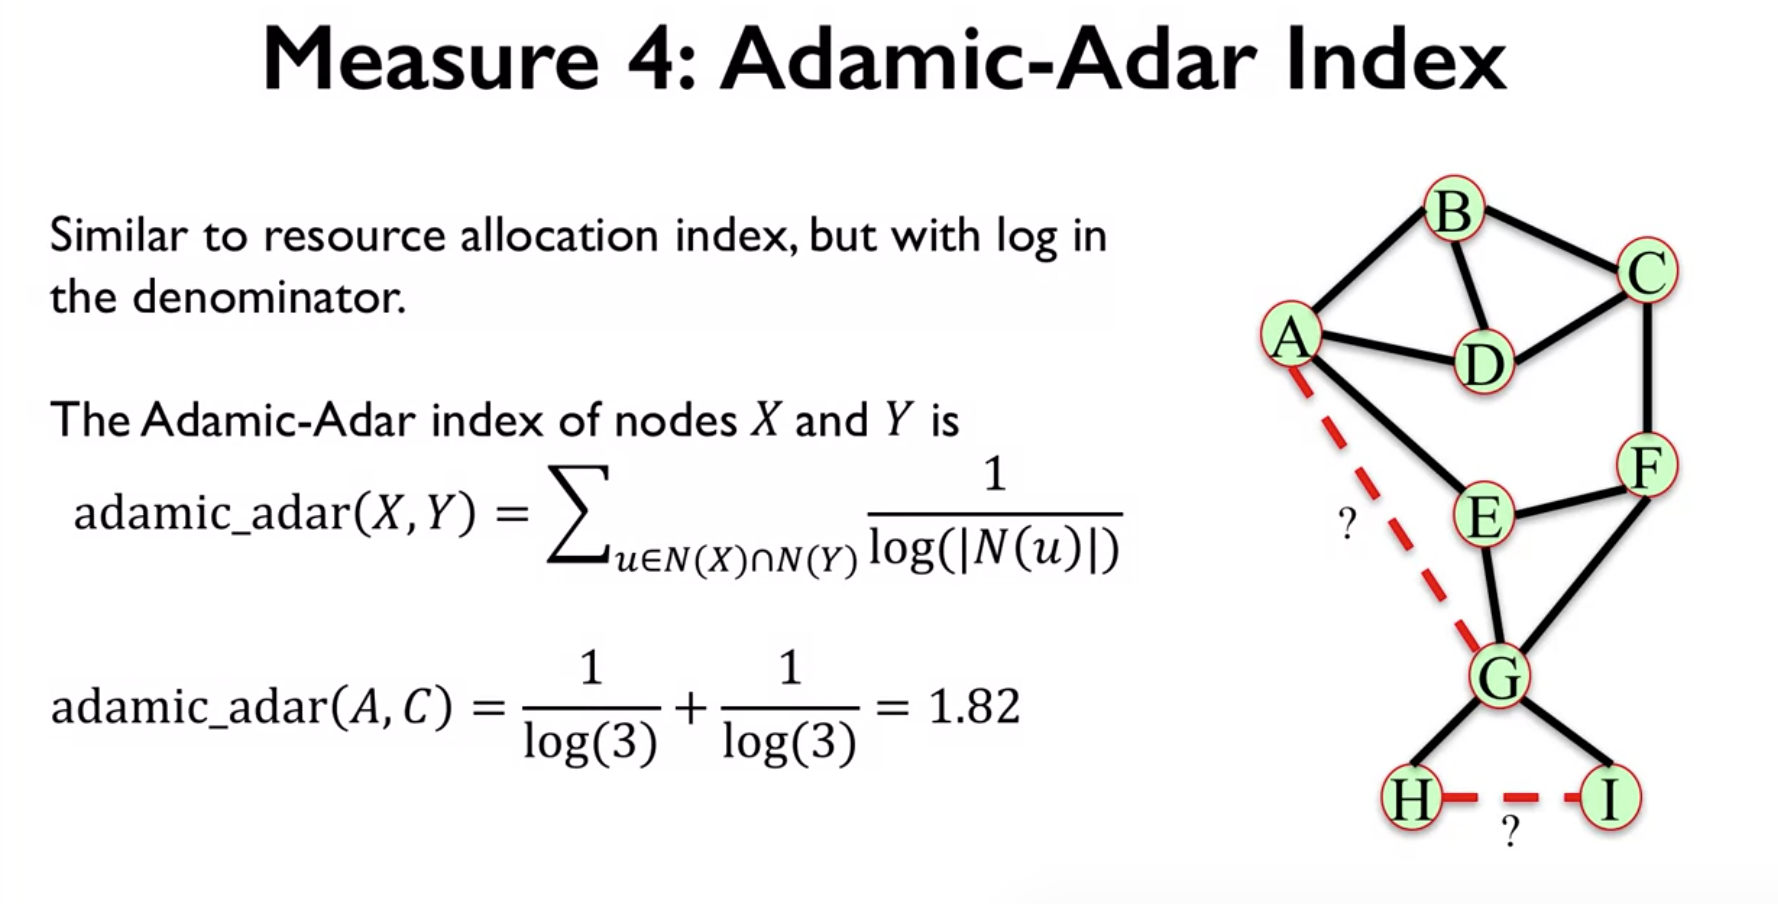 Measure 4: Adamic-Adar Index
Similar to resource allocation index, but with log in
the denominator.
The Adamic-Adar index of nodes X and Y is
adamic_adar(X, Y) = ∑u∈N(X)∩N(Y) 1/log(|N(u)|)
adamic_adar(A, C) = 1/log(3) + 1/log(3) = 1.82
B
C
A
D
F
E
?
G
H
I
?